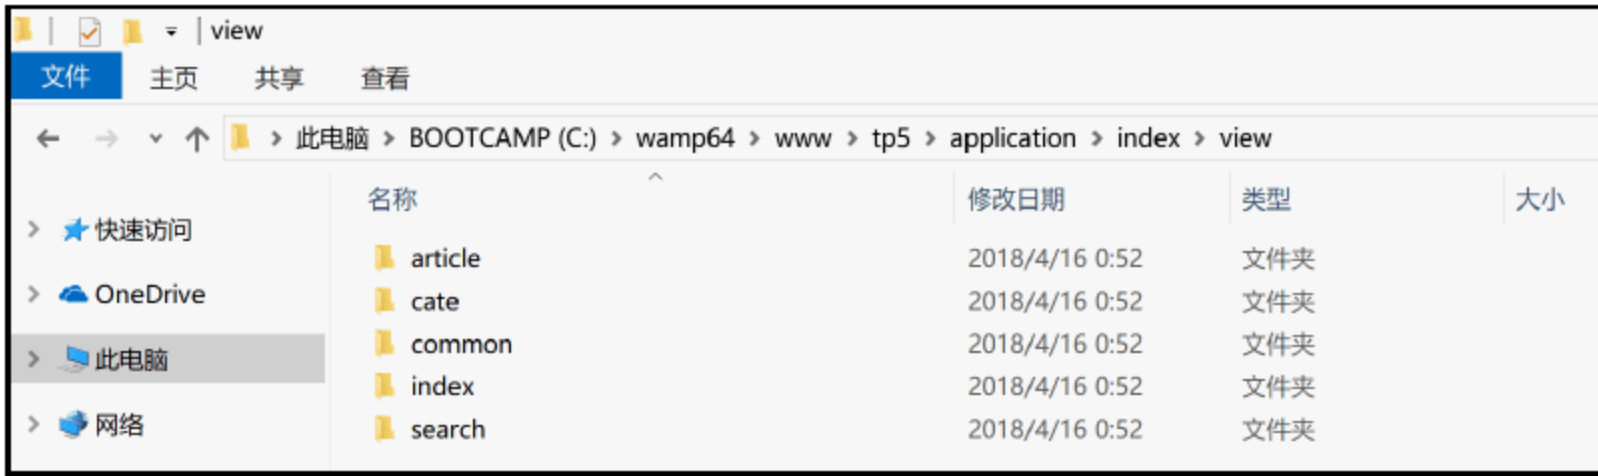 view
文件 主页 共享 查看
此电脑 BOOTCAMP (C:) wamp64 www tp5 application index view
名称 修改日期 类型 大小
快速访问
OneDrive
此电脑
网络
article 2018/4/16 0:52 文件夹
cate 2018/4/16 0:52 文件夹
common 2018/4/16 0:52 文件夹
index 2018/4/16 0:52 文件夹
search 2018/4/16 0:52 文件夹